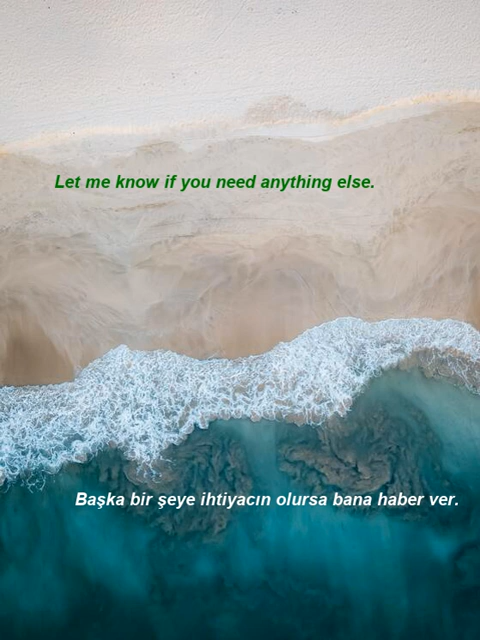 Let me know if you need anything else.
Başka bir şeye ihtiyacın olursa bana haber ver.